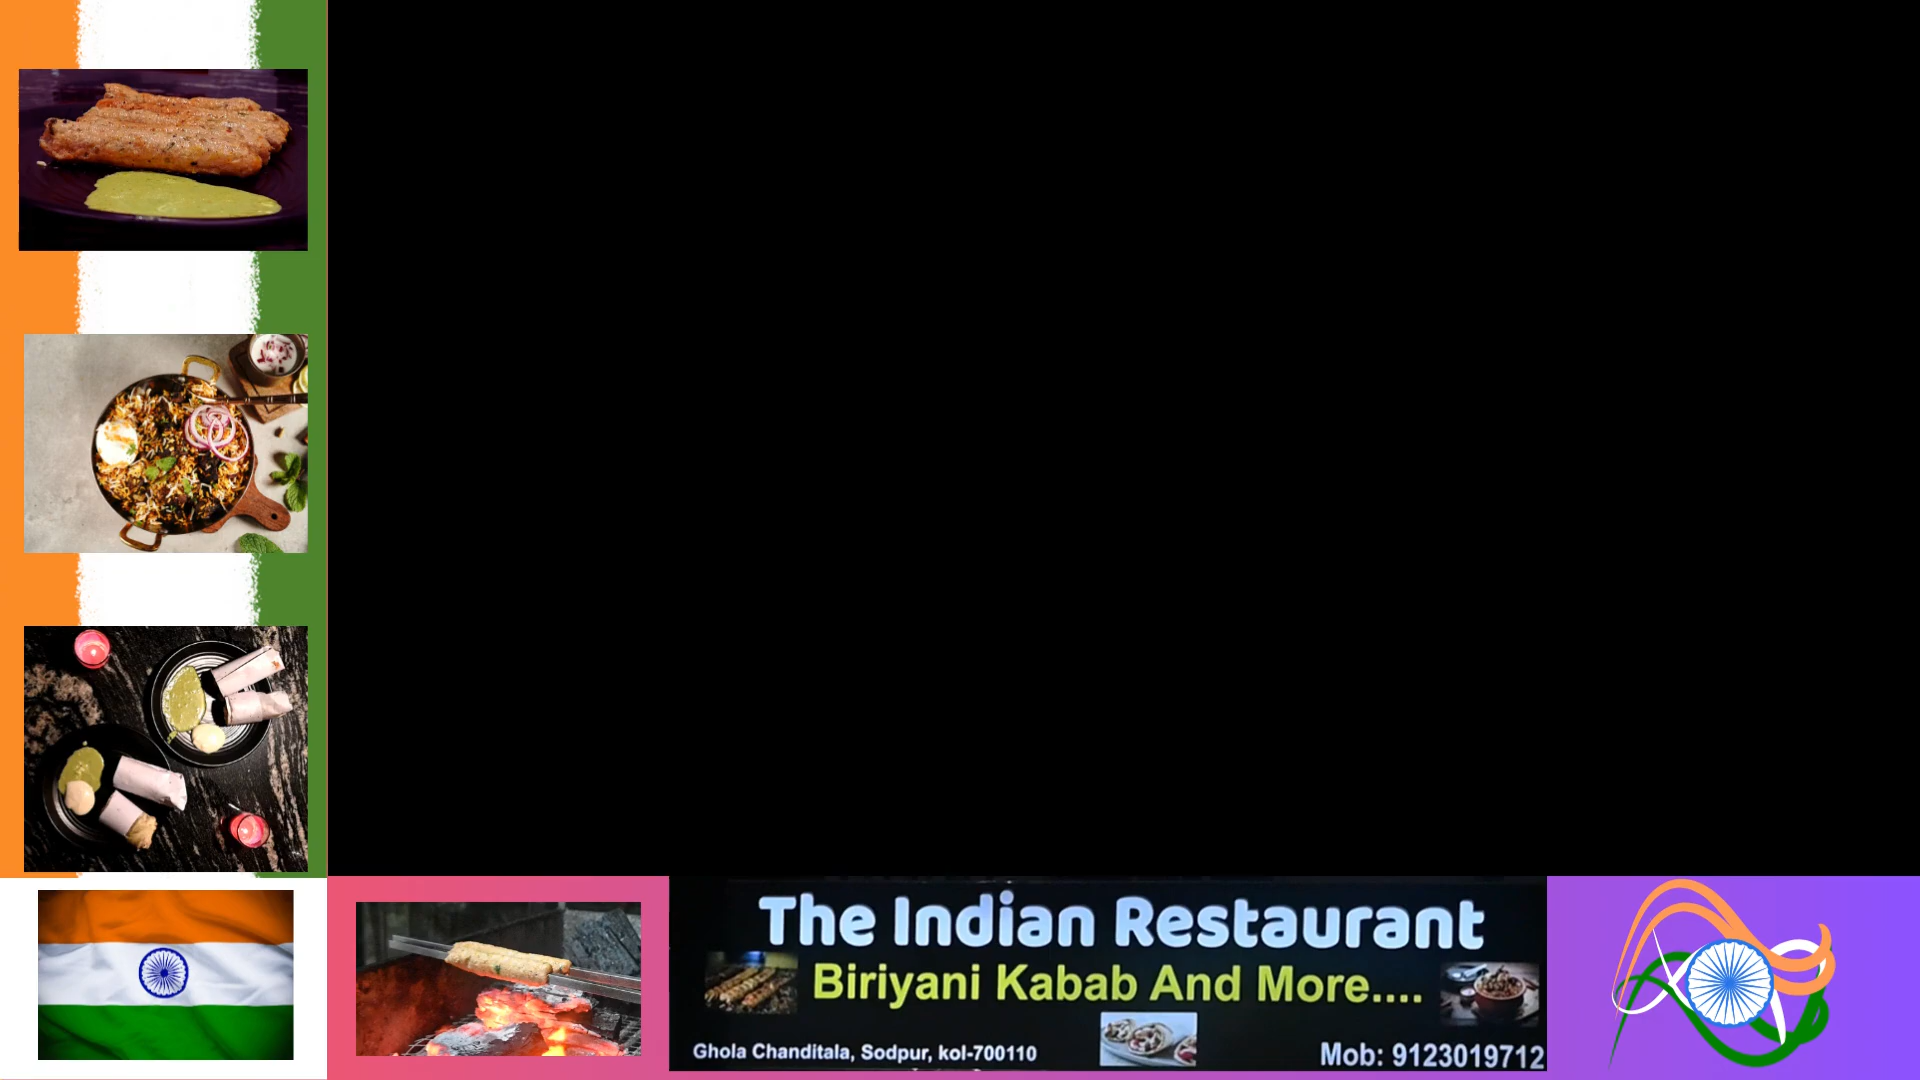 The Indian Restaurant
Biriyani Kabab And More....
Ghola Chanditala, Sodpur, kol-700110
Mob: 9123019712